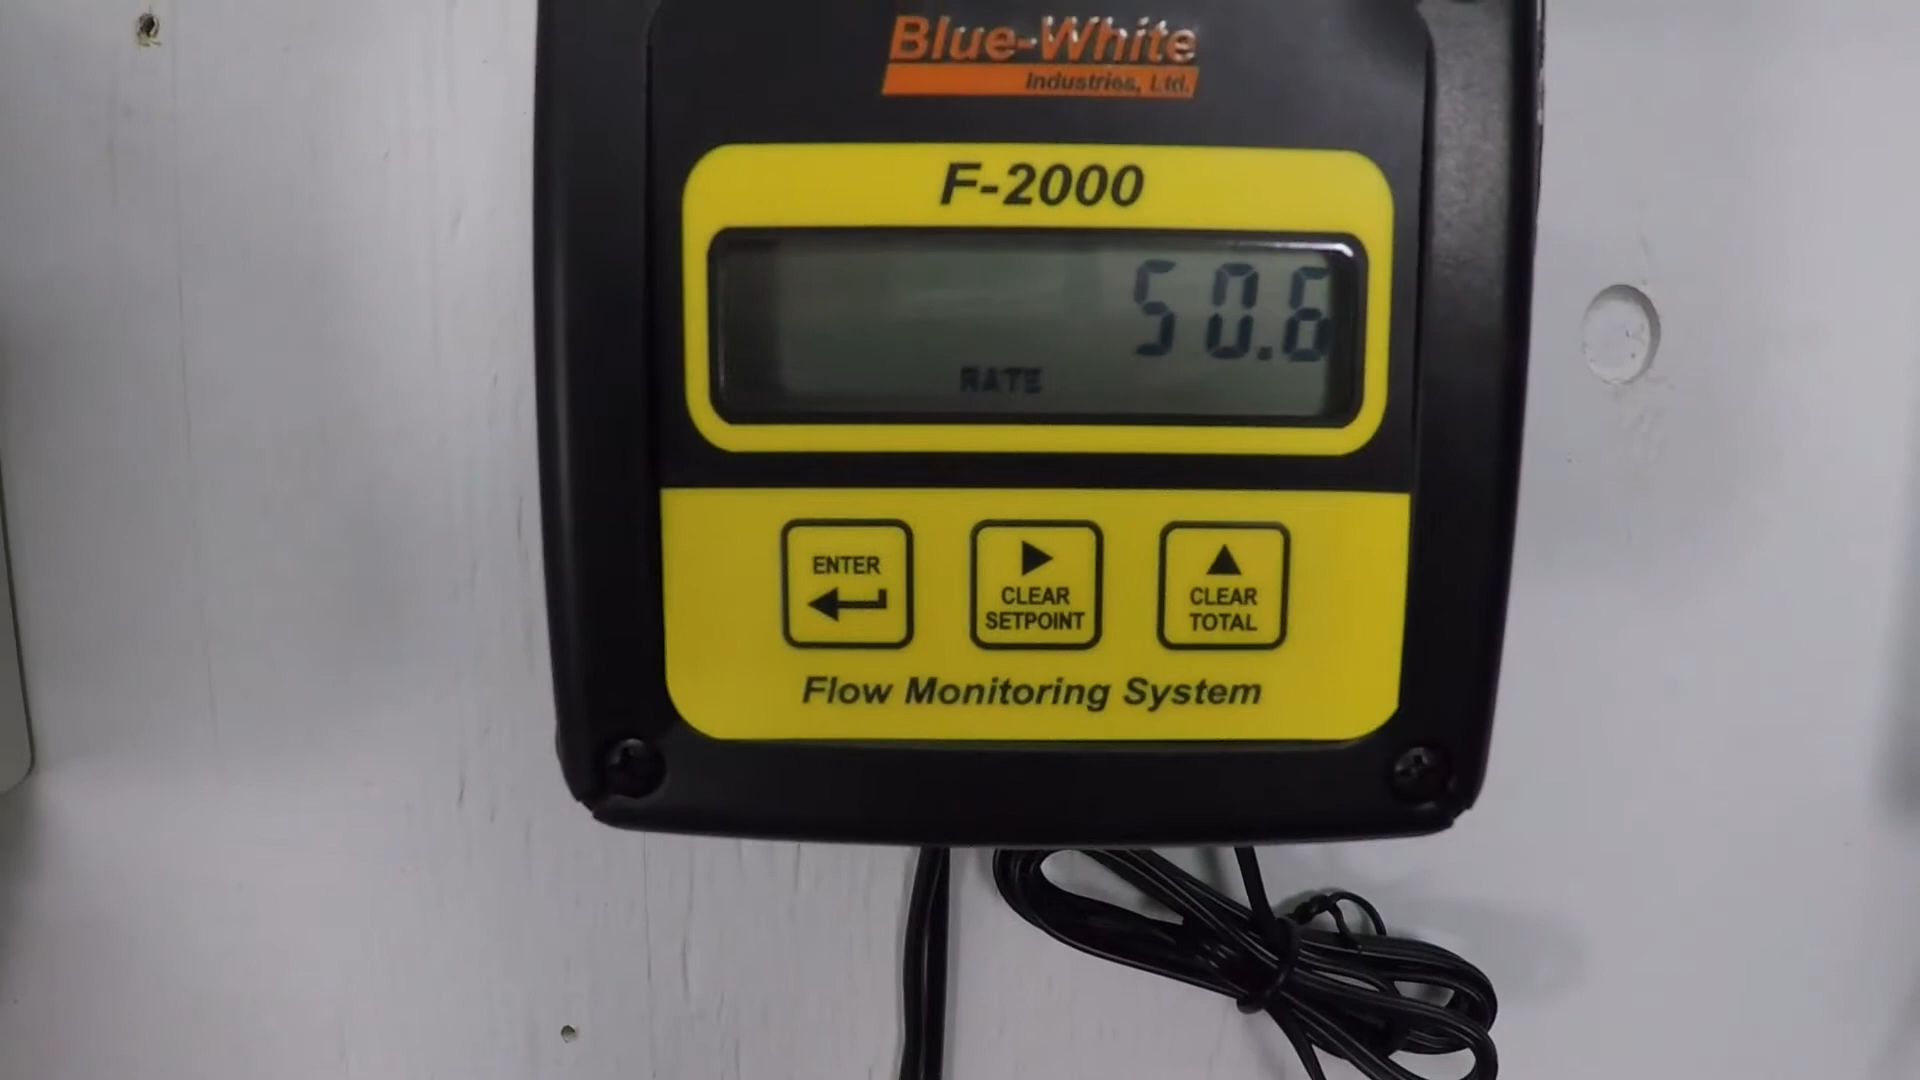 Blue-White
Industries, Ltd.
F-2000
50.6
RATE
ENTER
CLEAR
SETPOINT
CLEAR
TOTAL
Flow Monitoring System